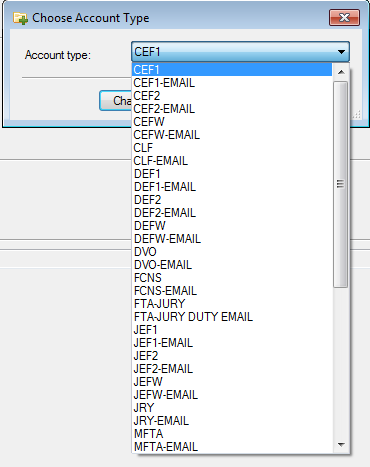 Choose Account Type
Account type: CEF1
CEF1
CEF1-EMAIL
CEF2
CEF2-EMAIL
CEFW
CEFW-EMAIL
CLF
CLF-EMAIL
DEF1
DEF1-EMAIL
DEF2
DEF2-EMAIL
DEFW
DEFW-EMAIL
DVO
DVO-EMAIL
FCNS
FCNS-EMAIL
FTA-JURY
FTA-JURY DUTY EMAIL
JEF1
JEF1-EMAIL
JEF2
JEF2-EMAIL
JEFW
JEFW-EMAIL
JRY
JRY-EMAIL
MFTA
MFTA-EMAIL